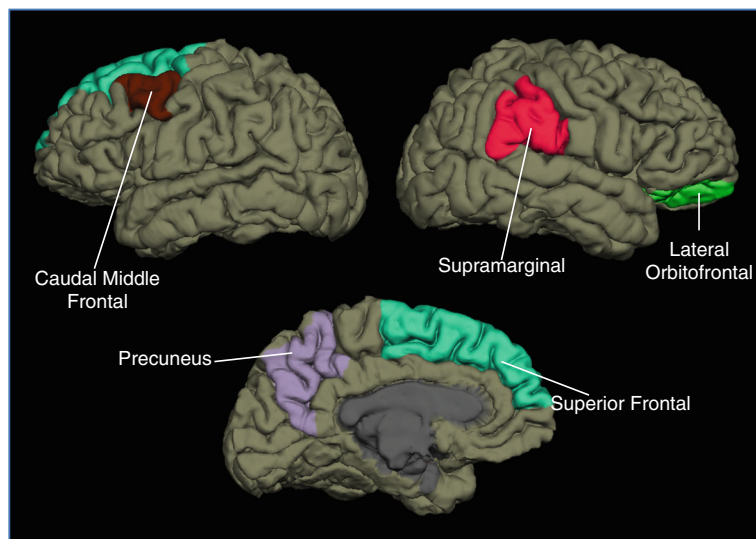 Caudal Middle
Frontal
Supramarginal
Lateral
Orbitofrontal
Precuneus
Superior Frontal